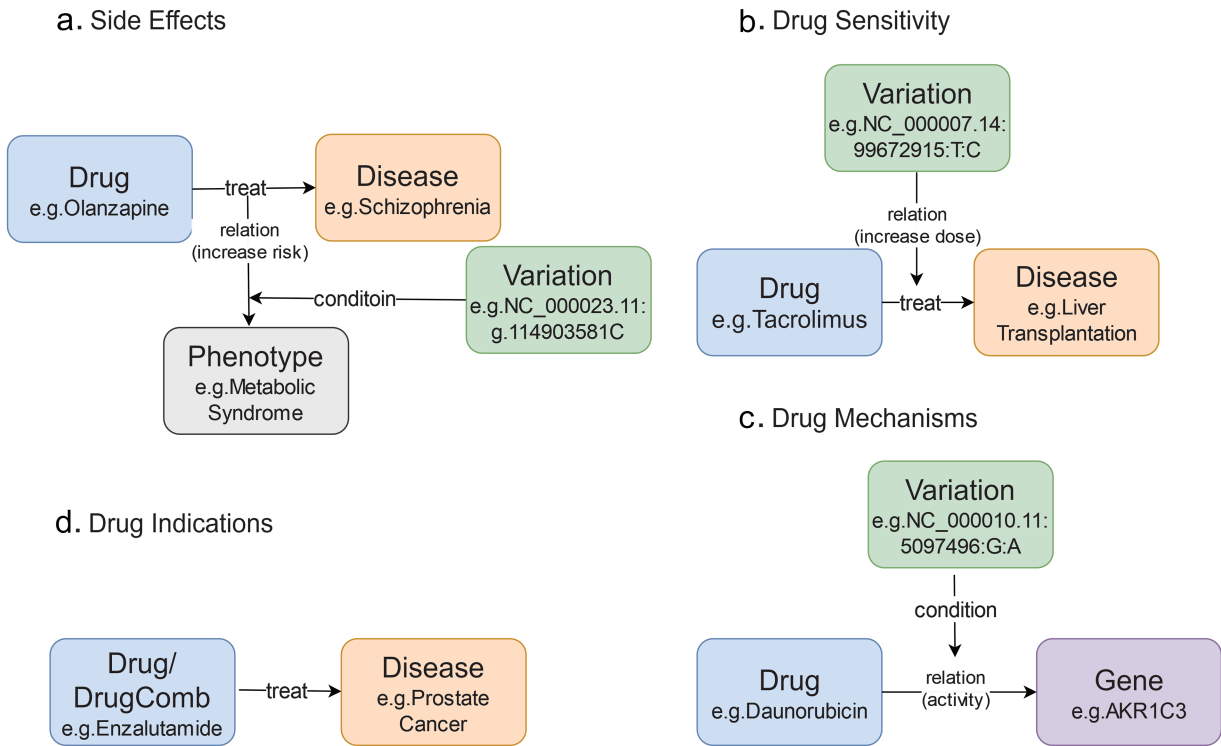 a. Side Effects
Drug
e.g.Olanzapine
treat
Disease
e.g.Schizophrenia
relation
(increase risk)
Variation
e.g.NC_000023.11:
g.114903581C
conditoin
Phenotype
e.g.Metabolic
Syndrome
b. Drug Sensitivity
Variation
e.g.NC_000007.14:
99672915:T:C
relation
(increase dose)
Drug
e.g.Tacrolimus
treat
Disease
e.g.Liver
Transplantation
c. Drug Mechanisms
Variation
e.g.NC_000010.11:
5097496:G:A
condition
Drug
e.g.Daunorubicin
relation
(activity)
Gene
e.g.AKR1C3
d. Drug Indications
Drug/
DrugComb
e.g.Enzalutamide
treat
Disease
e.g.Prostate
Cancer